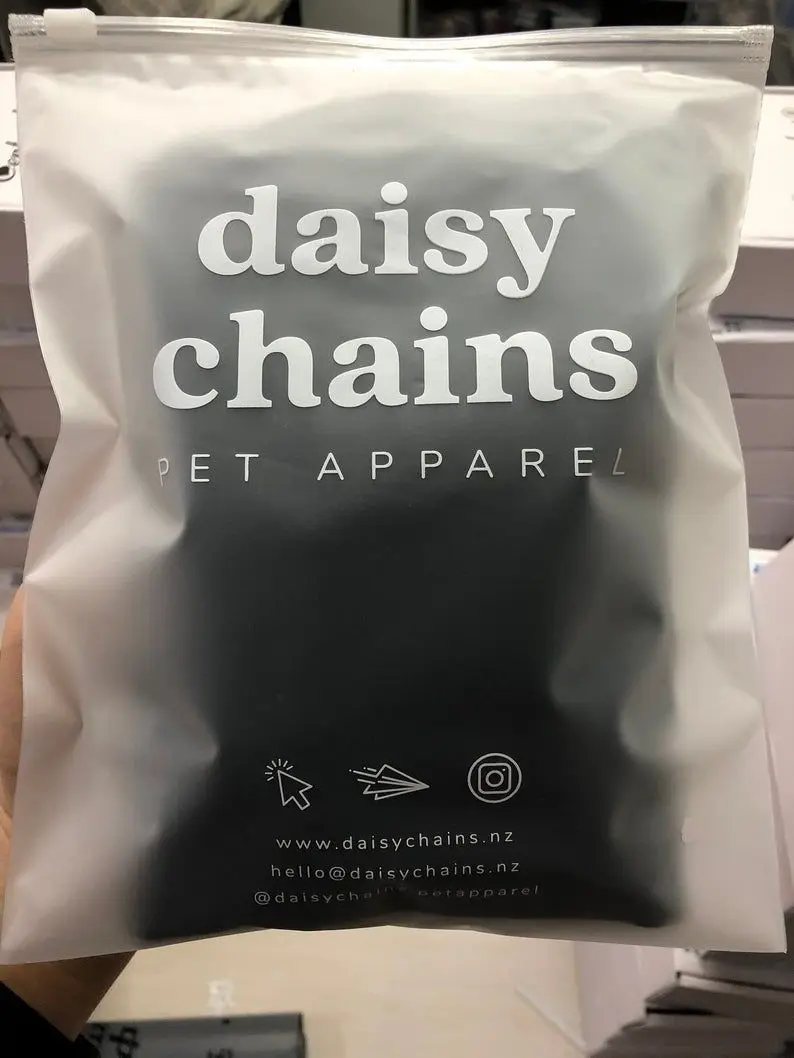 daisy
chains
PET APPAREL
www.daisychains.nz
hello@daisychains.nz